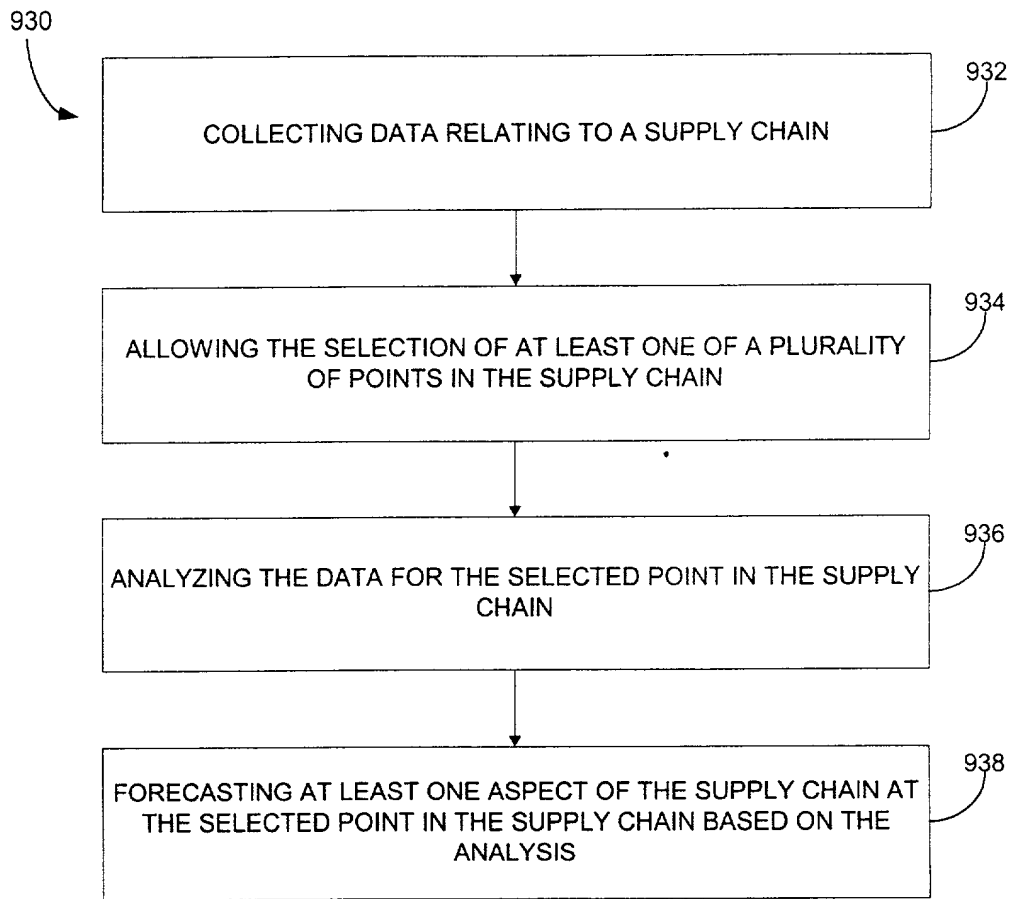 930
932
COLLECTING DATA RELATING TO A SUPPLY CHAIN
934
ALLOWING THE SELECTION OF AT LEAST ONE OF A PLURALITY
OF POINTS IN THE SUPPLY CHAIN
936
ANALYZING THE DATA FOR THE SELECTED POINT IN THE SUPPLY
CHAIN
938
FORECASTING AT LEAST ONE ASPECT OF THE SUPPLY CHAIN AT
THE SELECTED POINT IN THE SUPPLY CHAIN BASED ON THE
ANALYSIS